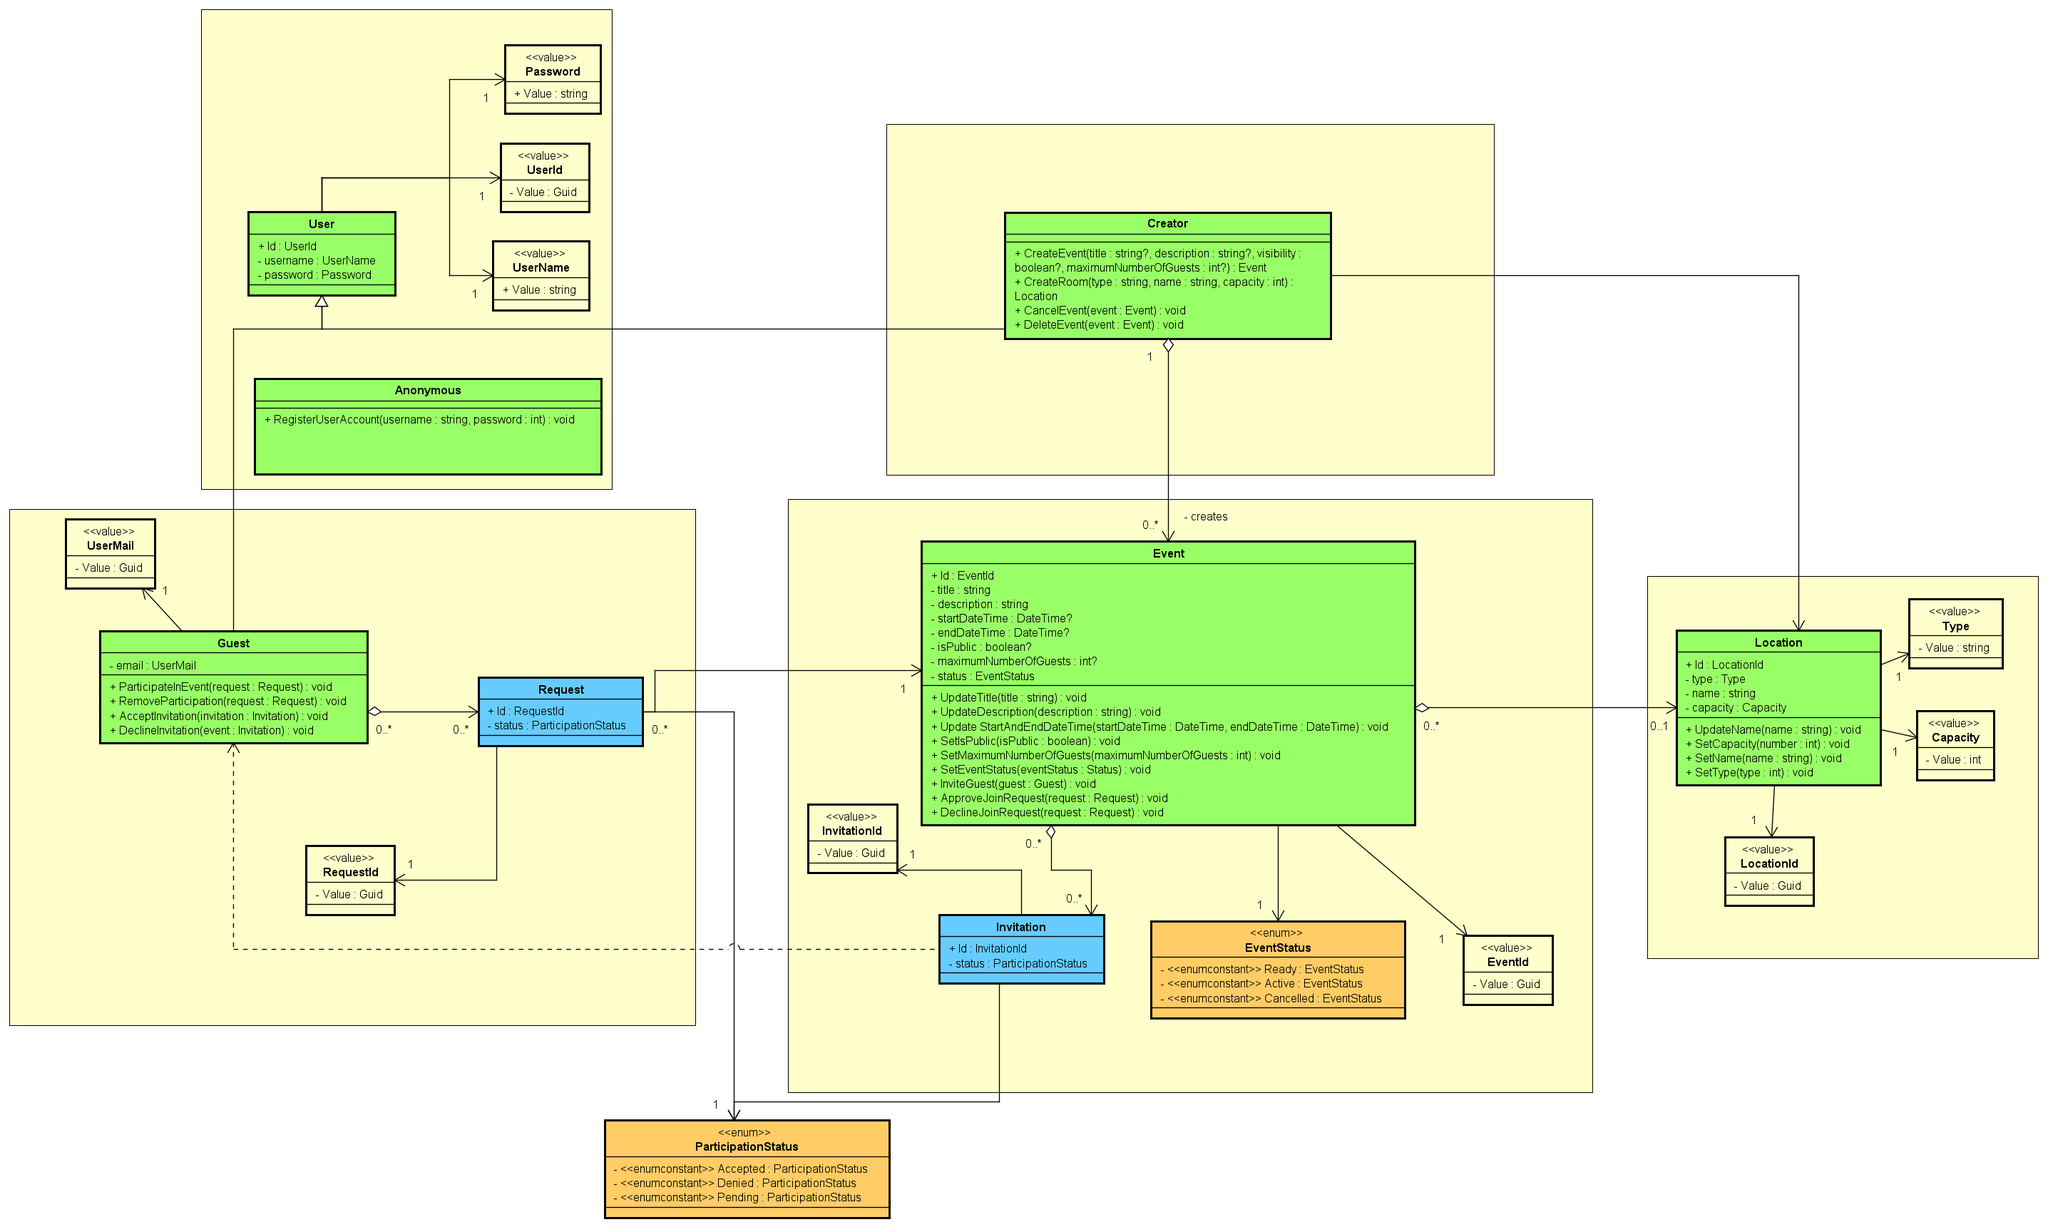 <<value>>
Password
+ Value : string
1
<<value>>
UserId
- Value : Guid
1
<<value>>
UserName
+ Value : string
1
User
+ Id : UserId
- username : UserName
- password : Password
Anonymous
+ RegisterUserAccount(username : string, password : int) : void
Creator
+ CreateEvent(title : string?, description : string?, visibility :
boolean?, maximumNumberOfGuests : int?) : Event
+ CreateRoom(type : string, name : string, capacity : int) :
Location
+ CancelEvent(event : Event) : void
+ DeleteEvent(event : Event) : void
1
- creates
0..*
<<value>>
UserMail
- Value : Guid
1
Guest
- email : UserMail
+ ParticipateInEvent(request : Request) : void
+ RemoveParticipation(request : Request) : void
+ AcceptInvitation(invitation : Invitation) : void
+ DeclineInvitation(event : Invitation) : void
0..*
0..*
Request
+ Id : RequestId
- status : ParticipationStatus
0..*
1
<<value>>
RequestId
- Value : Guid
1
Event
+ Id : EventId
- title : string
- description : string
- startDateTime : DateTime?
- endDateTime : DateTime?
- isPublic : boolean?
- maximumNumberOfGuests : int?
- status : EventStatus
+ UpdateTitle(title : string) : void
+ UpdateDescription(description : string) : void
+ Update StartAndEndDateTime(startDateTime : DateTime, endDateTime : DateTime) : void
+ SetIsPublic(isPublic : boolean) : void
+ SetMaximumNumberOfGuests(maximumNumberOfGuests : int) : void
+ SetEventStatus(eventStatus : Status) : void
+ InviteGuest(guest : Guest) : void
+ ApproveJoinRequest(request : Request) : void
+ DeclineJoinRequest(request : Request) : void
0..*
0..1
0..*
0..*
<<value>>
InvitationId
- Value : Guid
1
Invitation
+ Id : InvitationId
- status : ParticipationStatus
1
<<enum>>
EventStatus
- <<enumconstant>> Ready : EventStatus
- <<enumconstant>> Active : EventStatus
- <<enumconstant>> Cancelled : EventStatus
1
<<value>>
EventId
- Value : Guid
Location
+ Id : LocationId
- type : Type
- name : string
- capacity : Capacity
+ UpdateName(name : string) : void
+ SetCapacity(number : int) : void
+ SetName(name : string) : void
+ SetType(type : int) : void
<<value>>
Type
- Value : string
1
<<value>>
Capacity
- Value : int
1
1
<<value>>
LocationId
- Value : Guid
1
<<enum>>
ParticipationStatus
- <<enumconstant>> Accepted : ParticipationStatus
- <<enumconstant>> Denied : ParticipationStatus
- <<enumconstant>> Pending : ParticipationStatus